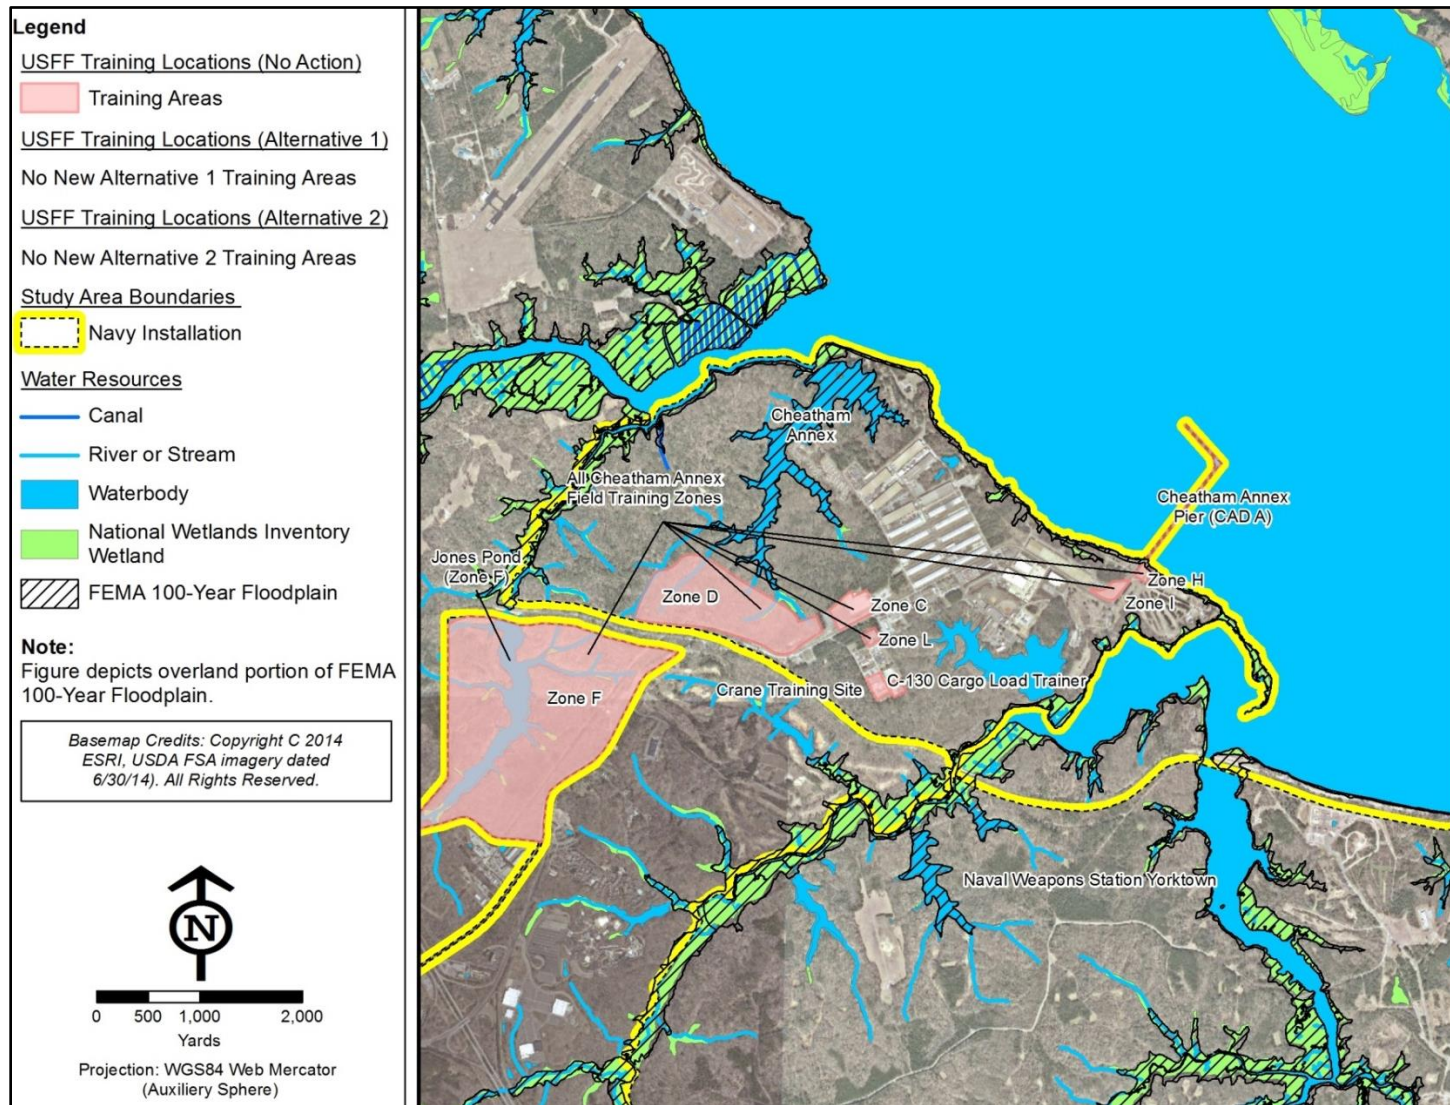 Legend
USFF Training Locations (No Action)
Training Areas
USFF Training Locations (Alternative 1)
No New Alternative 1 Training Areas
USFF Training Locations (Alternative 2)
No New Alternative 2 Training Areas
Study Area Boundaries
Navy Installation
Water Resources
Canal
River or Stream
Waterbody
National Wetlands Inventory
Wetland
FEMA 100-Year Floodplain
Note:
Figure depicts overland portion of FEMA
100-Year Floodplain.
Basemap Credits: Copyright C 2014
ESRI, USDA FSA imagery dated
6/30/14). All Rights Reserved.
N
0 500 1,000 2,000
Yards
Projection: WGS84 Web Mercator
(Auxiliery Sphere)
Cheatham
Annex
All Cheatham Annex
Field Training Zones
Cheatham Annex
Pier (CAD A)
Jones Pond
(Zone F)
Zone H
Zone I
Zone D
Zone C
Zone L
C-130 Cargo Load Trainer
Crane Training Site
Zone F
Naval Weapons Station Yorktown